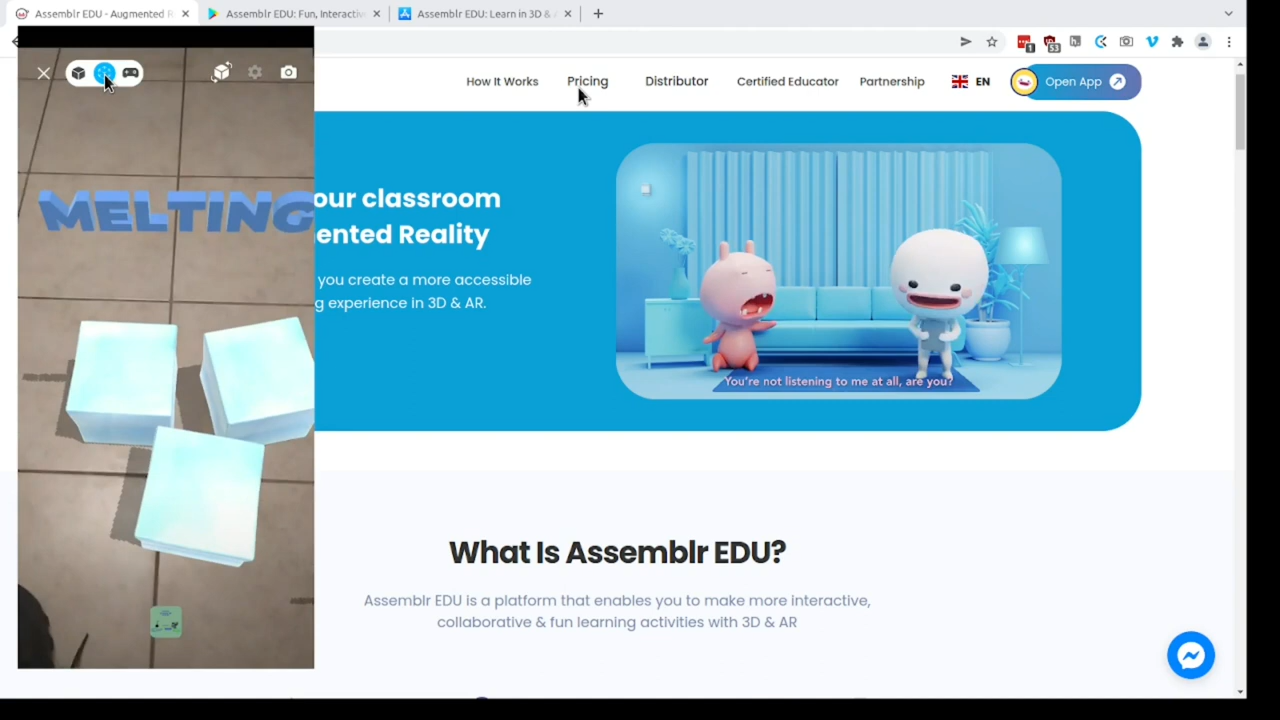 Assemblr EDU - Augmented R
Assemblr EDU: Fun, Interactiv
Assemblr EDU: Learn in 3D & A
1
53
How It Works
Pricing
Distributor
Certified Educator
Partnership
EN
Open App
MELTING
our classroom
ented Reality
you create a more accessible
g experience in 3D & AR.
You're not listening to me at all, are you?
What Is Assemblr EDU?
Assemblr EDU is a platform that enables you to make more interactive,
collaborative & fun learning activities with 3D & AR